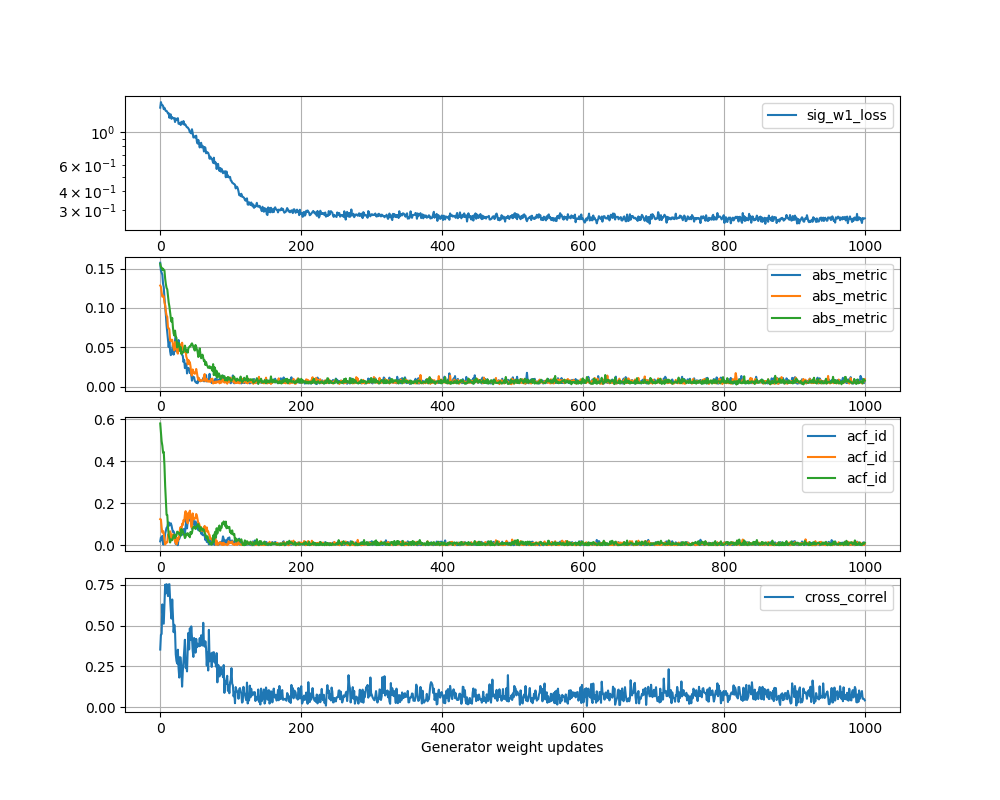 sig_w1_loss
10⁰
6 × 10⁻¹
4 × 10⁻¹
3 × 10⁻¹
0 200 400 600 800 1000
abs_metric
abs_metric
abs_metric
0.15
0.10
0.05
0.00
0 200 400 600 800 1000
acf_id
acf_id
acf_id
0.6
0.4
0.2
0.0
0 200 400 600 800 1000
cross_correl
0.75
0.50
0.25
0.00
0 200 400 600 800 1000
Generator weight updates